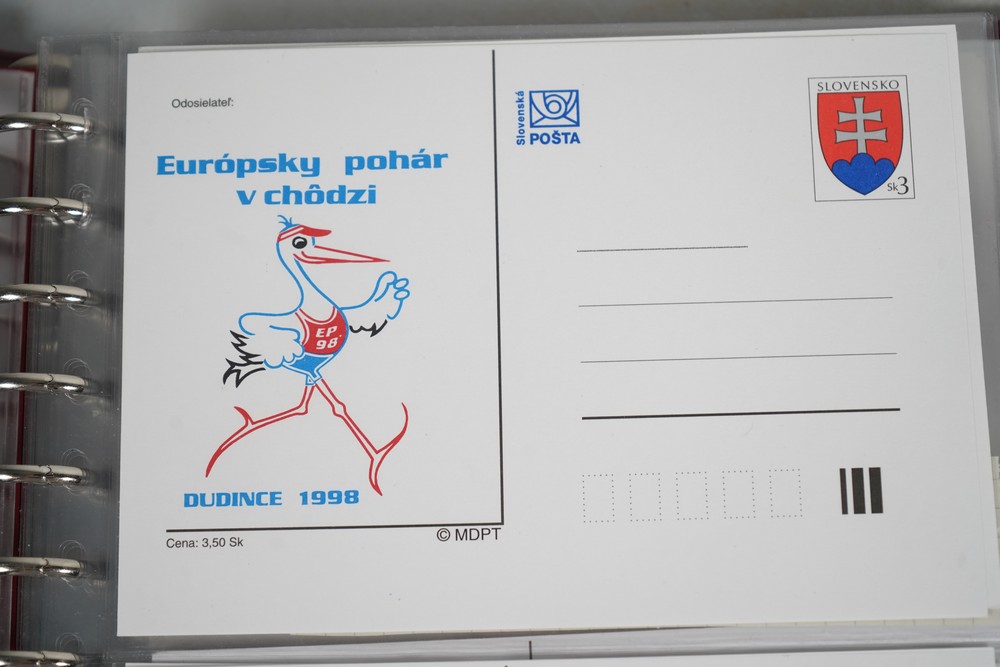 Odosielateľ:
Európsky pohár
v chôdzi
EP
98'
DUDINCE 1998
Cena: 3,50 Sk
© MDPT
Slovenská
POŠTA
SLOVENSKO
Sk3